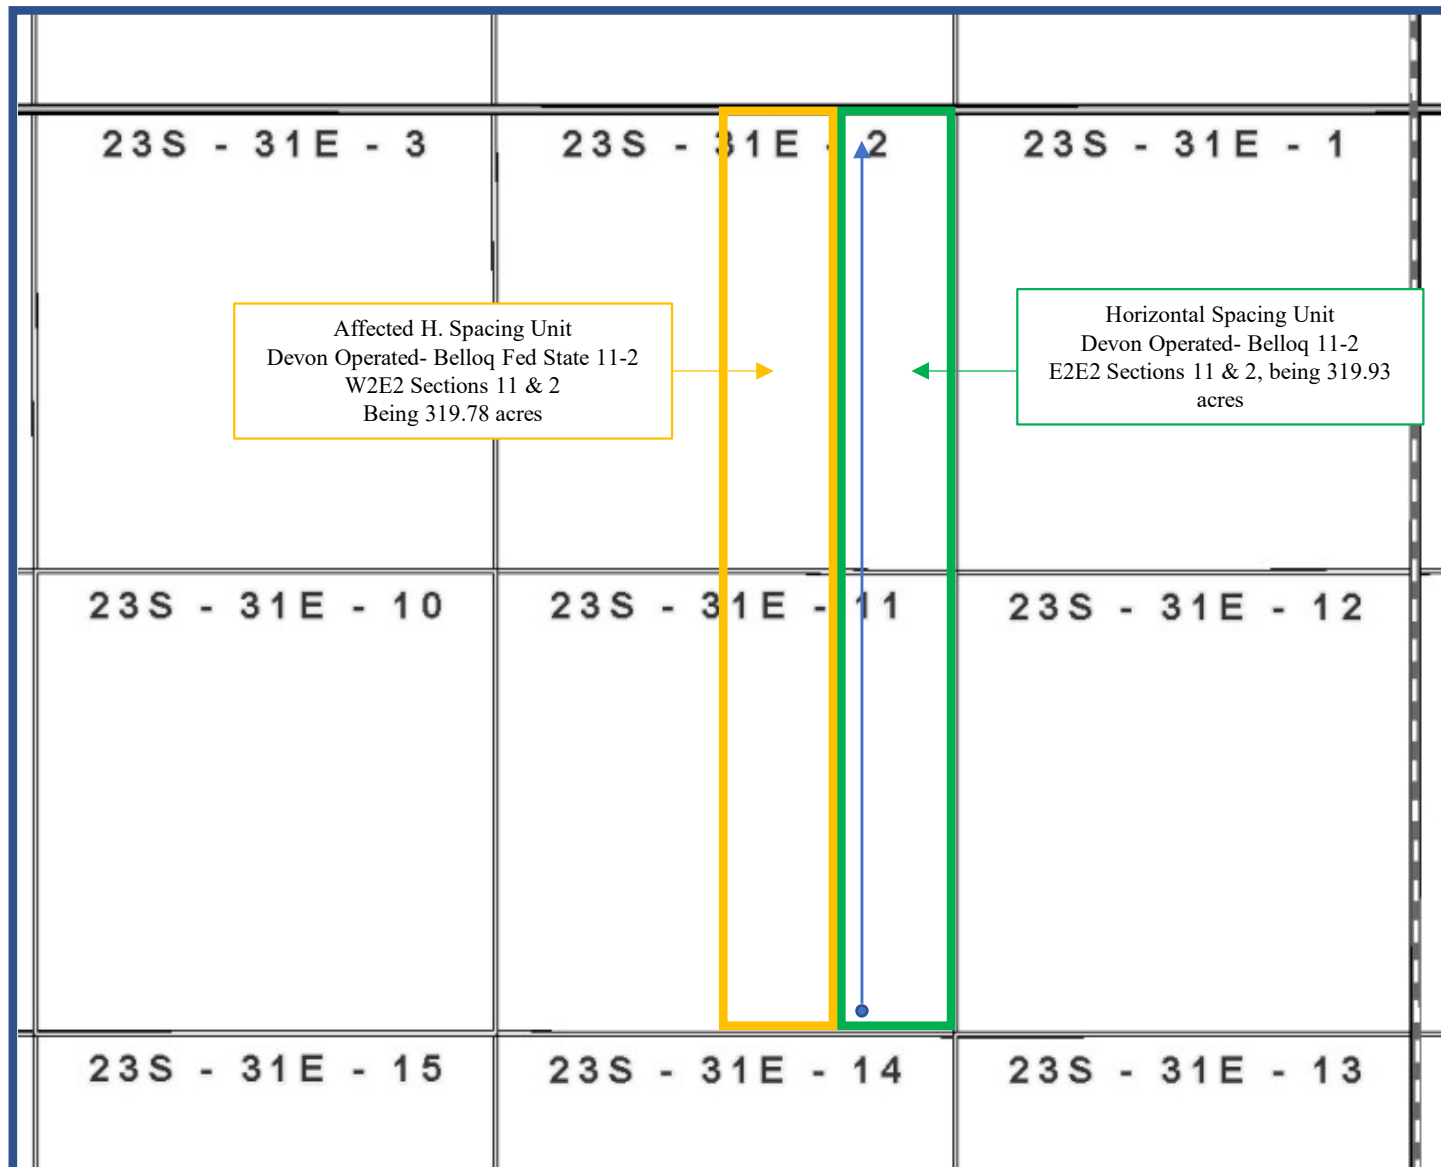 23S - 31E - 3
23S - 31E - 2
23S - 31E - 1
Affected H. Spacing Unit
Devon Operated- Belloq Fed State 11-2
W2E2 Sections 11 & 2
Being 319.78 acres
Horizontal Spacing Unit
Devon Operated- Belloq 11-2
E2E2 Sections 11 & 2, being 319.93
acres
23S - 31E - 10
23S - 31E - 11
23S - 31E - 12
23S - 31E - 15
23S - 31E - 14
23S - 31E - 13